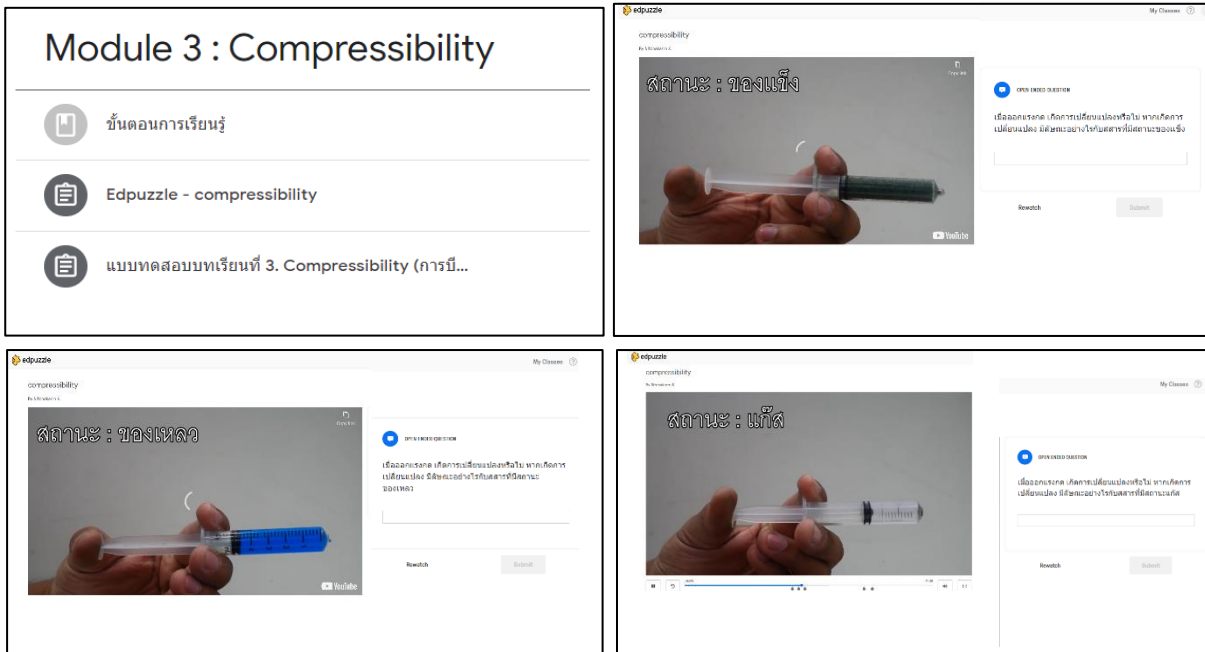 Module 3 : Compressibility
ขั้นตอนการเรียนรู้
Edpuzzle - compressibility
แบบทดสอบบทเรียนที่ 3. Compressibility (การบี...
edpuzzle
My Classes
compressibility
สถานะ : ของแข็ง
Copy link
YouTube
OPEN ENDED QUESTION
เมื่อออกแรงกด เกิดการเปลี่ยนแปลงหรือไม่ หากเกิดการ
เปลี่ยนแปลง มีลักษณะอย่างไรกับสสารที่มีสถานะของแข็ง
Rewatch
Submit
edpuzzle
My Classes
compressibility
สถานะ : ของเหลว
YouTube
OPEN ENDED QUESTION
เมื่อออกแรงกด เกิดการเปลี่ยนแปลงหรือไม่ หากเกิดการ
เปลี่ยนแปลง มีลักษณะอย่างไรกับสสารที่มีสถานะ
ของเหลว
Rewatch
Submit
edpuzzle
My Classes
compressibility
สถานะ : แก๊ส
OPEN ENDED QUESTION
เมื่อออกแรงกด เกิดการเปลี่ยนแปลงหรือไม่ หากเกิดการ
เปลี่ยนแปลง มีลักษณะอย่างไรกับสสารที่มีสถานะแก๊ส
Rewatch
Submit